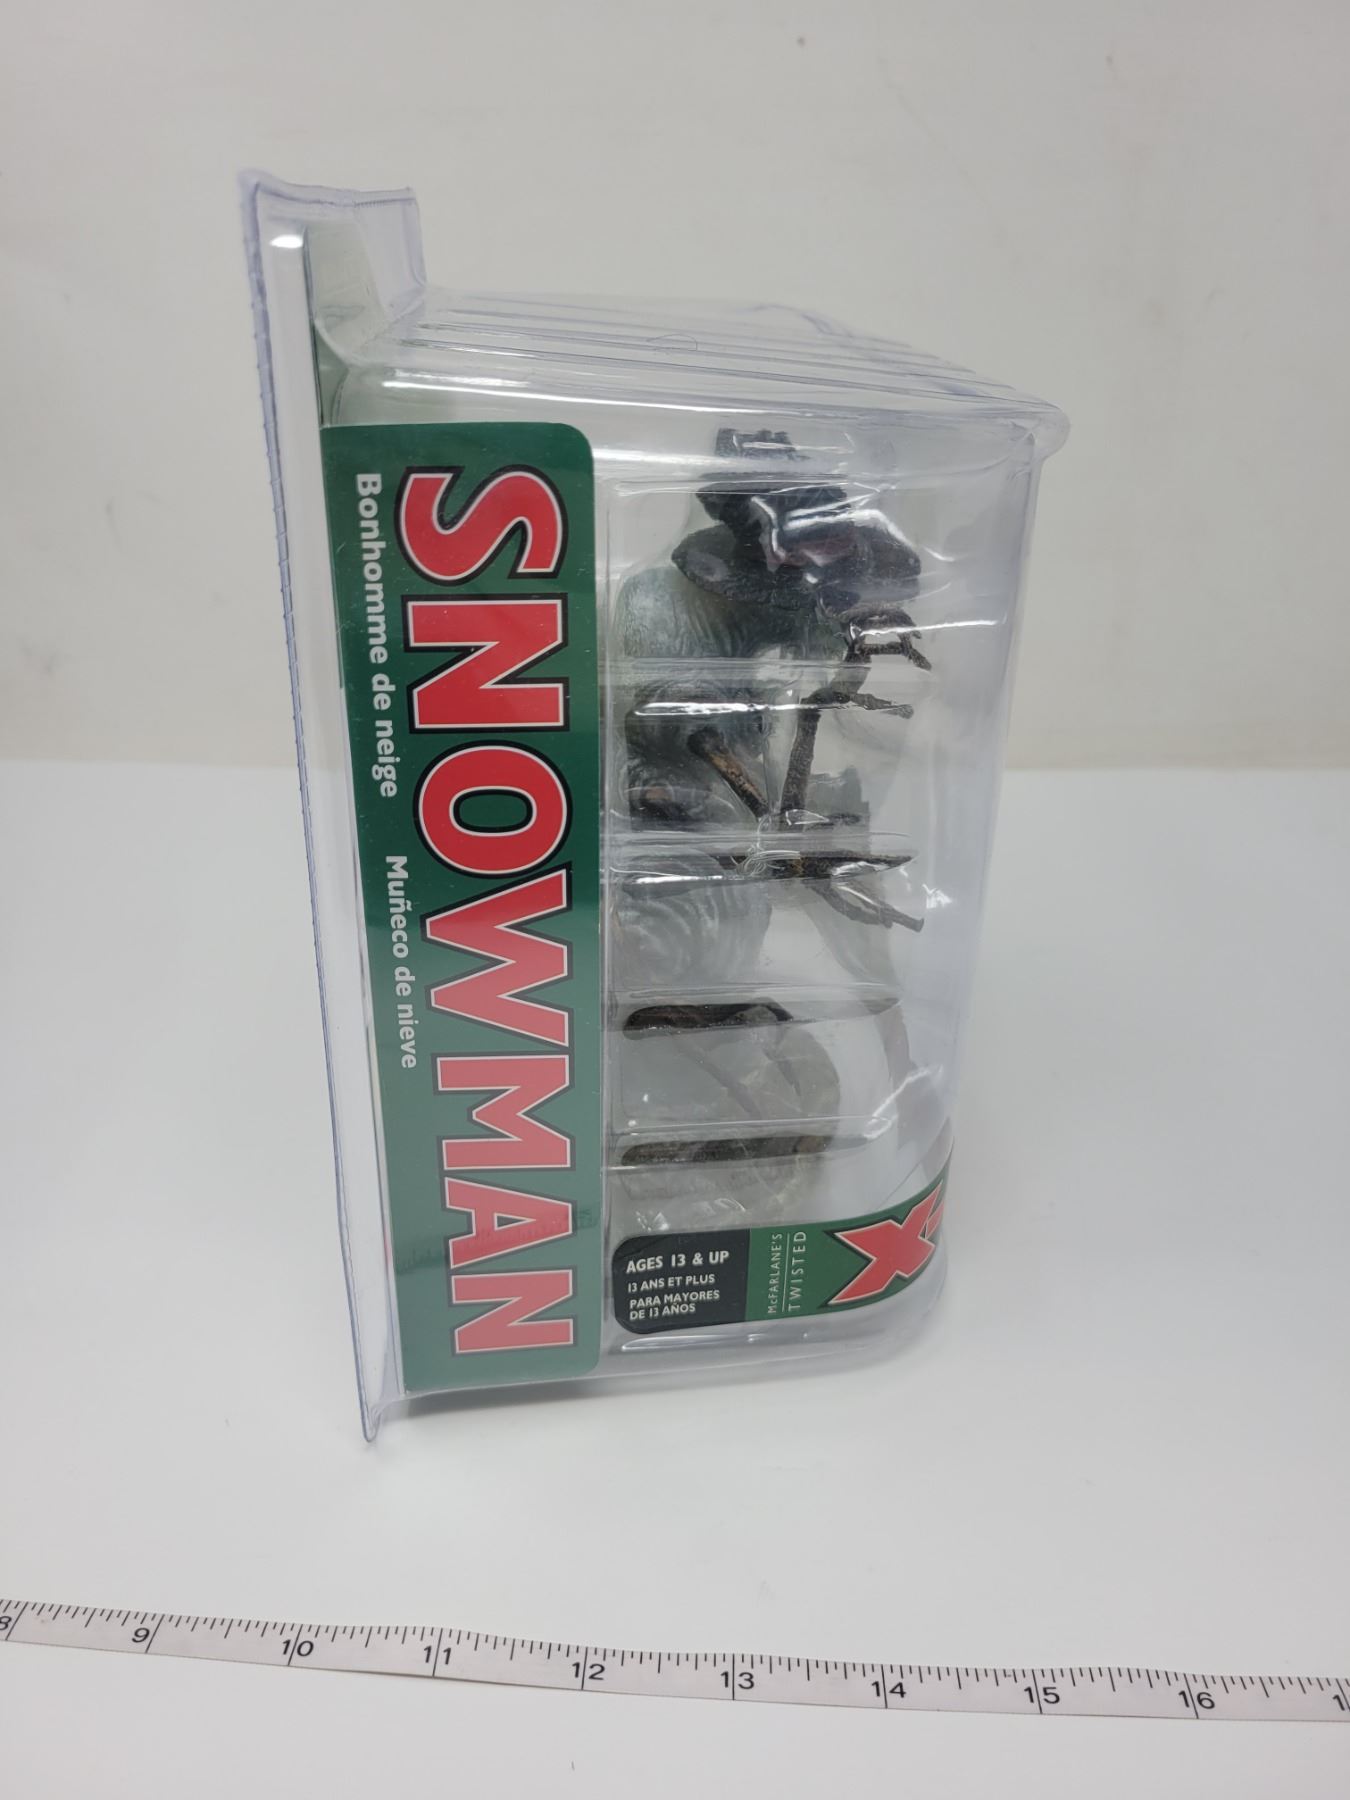 SNOWMAN
Bonhomme de neige
Muñeco de nieve
AGES 13 & UP
13 ANS ET PLUS
PARA MAYORES
DE 13 AÑOS
McFARLANE'S
TWISTED
X
8 9 10 11 12 13 14 15 16